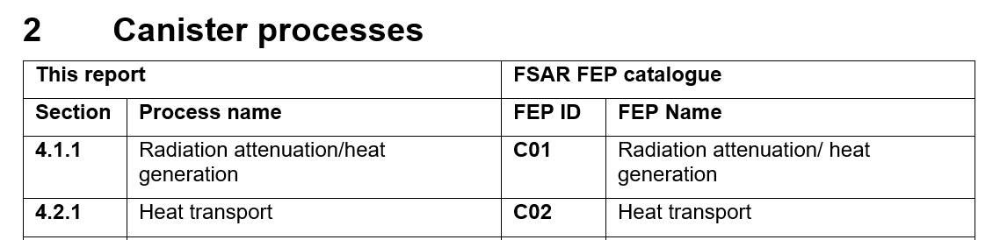 2 Canister processes
This report FSAR FEP catalogue
Section Process name FEP ID FEP Name
4.1.1 Radiation attenuation/heat generation C01 Radiation attenuation/ heat generation
4.2.1 Heat transport C02 Heat transport